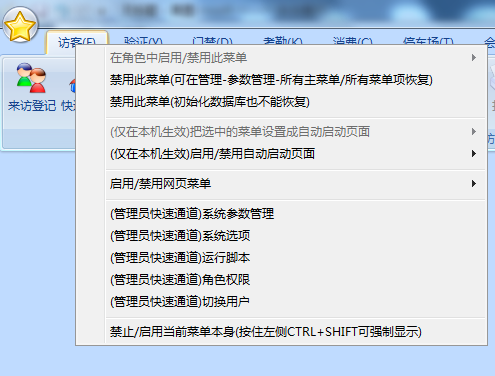 访客(F) 验证(V) 门禁(D) 考勤(K) 消费(C) 停车场(T) 会
来访登记 快
在角色中启用/禁用此菜单
禁用此菜单(可在管理-参数管理-所有主菜单/所有菜单项恢复)
禁用此菜单(初始化数据库也不能恢复)
(仅在本机生效)把选中的菜单设置成自动启动页面
(仅在本机生效)启用/禁用自动启动页面
启用/禁用网页菜单
(管理员快速通道)系统参数管理
(管理员快速通道)系统选项
(管理员快速通道)运行脚本
(管理员快速通道)角色权限
(管理员快速通道)切换用户
禁止/启用当前菜单本身(按住左侧CTRL+SHIFT可强制显示)